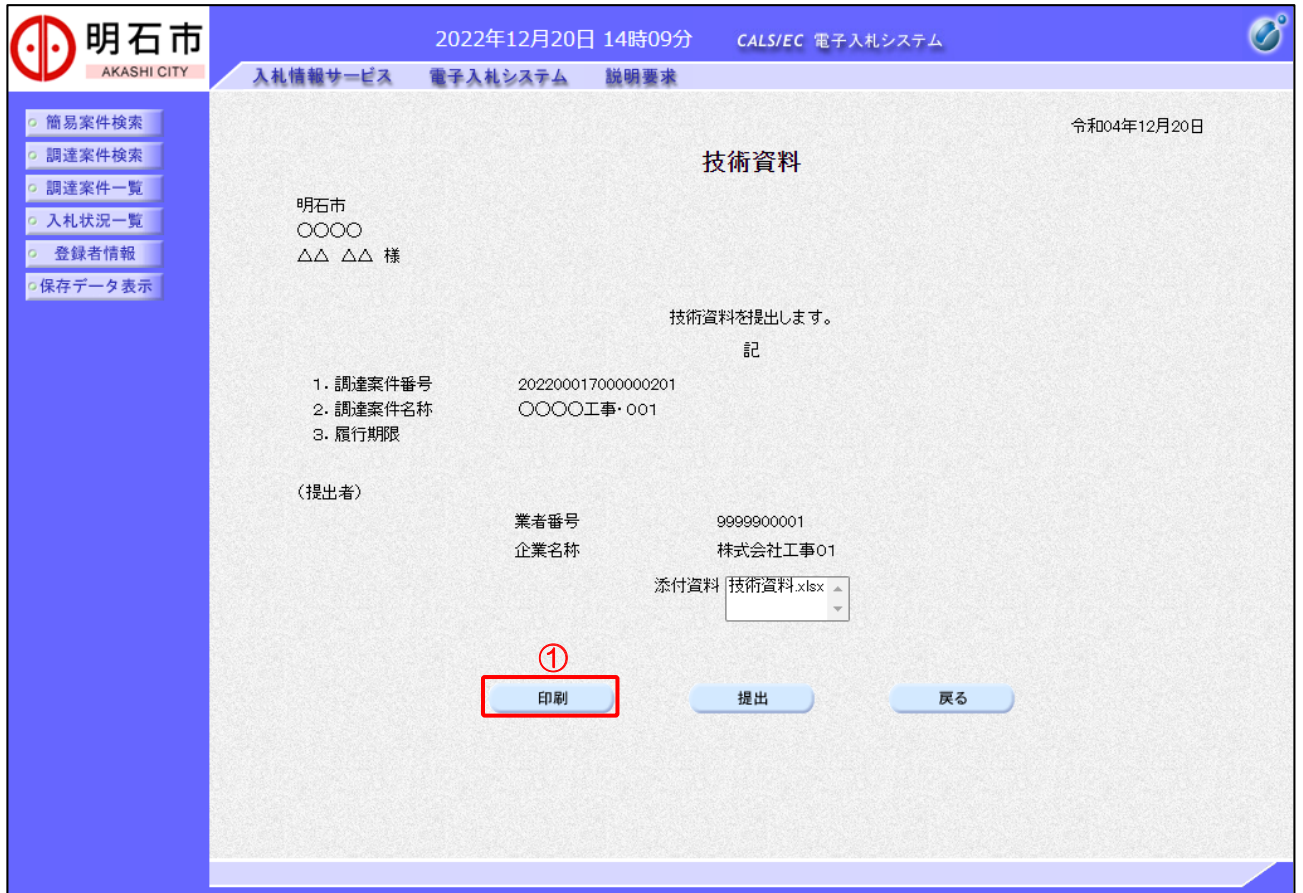 明石市
AKASHI CITY
2022年12月20日 14時09分 CALS/EC 電子入札システム
入札情報サービス 電子入札システム 説明要求
簡易案件検索
調達案件検索
調達案件一覧
入札状況一覧
登録者情報
保存データ表示
令和04年12月20日
技術資料
明石市
○○○○
△△ △△ 様
技術資料を提出します。
記
1. 調達案件番号 202200017000000201
2. 調達案件名称 ○○○○工事・001
3. 履行期限
(提出者)
業者番号 9999900001
企業名称 株式会社工事01
添付資料 技術資料.xlsx
①
印刷 提出 戻る